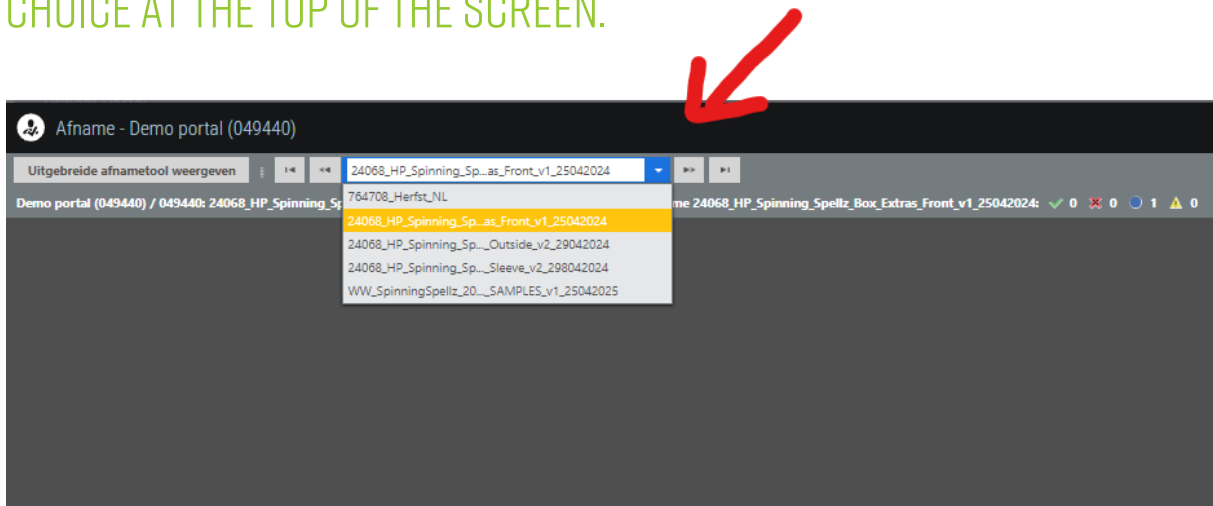 CHOICE AT THE TOP OF THE SCREEN.
Afname - Demo portal (049440)
Uitgebreide afnametool weergeven 24068_HP_Spinning_Sp...as_Front_v1_25042024
Demo portal (049440) / 049440: 24068_HP_Spinning_Sp me 24068_HP_Spinning_Spellz_Box_Extras_Front_v1_25042024: 0 0 1 0
764708_Herfst_NL
24068_HP_Spinning_Sp...as_Front_v1_25042024
24068_HP_Spinning_Sp..._Outside_v2_29042024
24068_HP_Spinning_Sp..._Sleeve_v2_298042024
WW_SpinningSpellz_20..._SAMPLES_v1_25042025